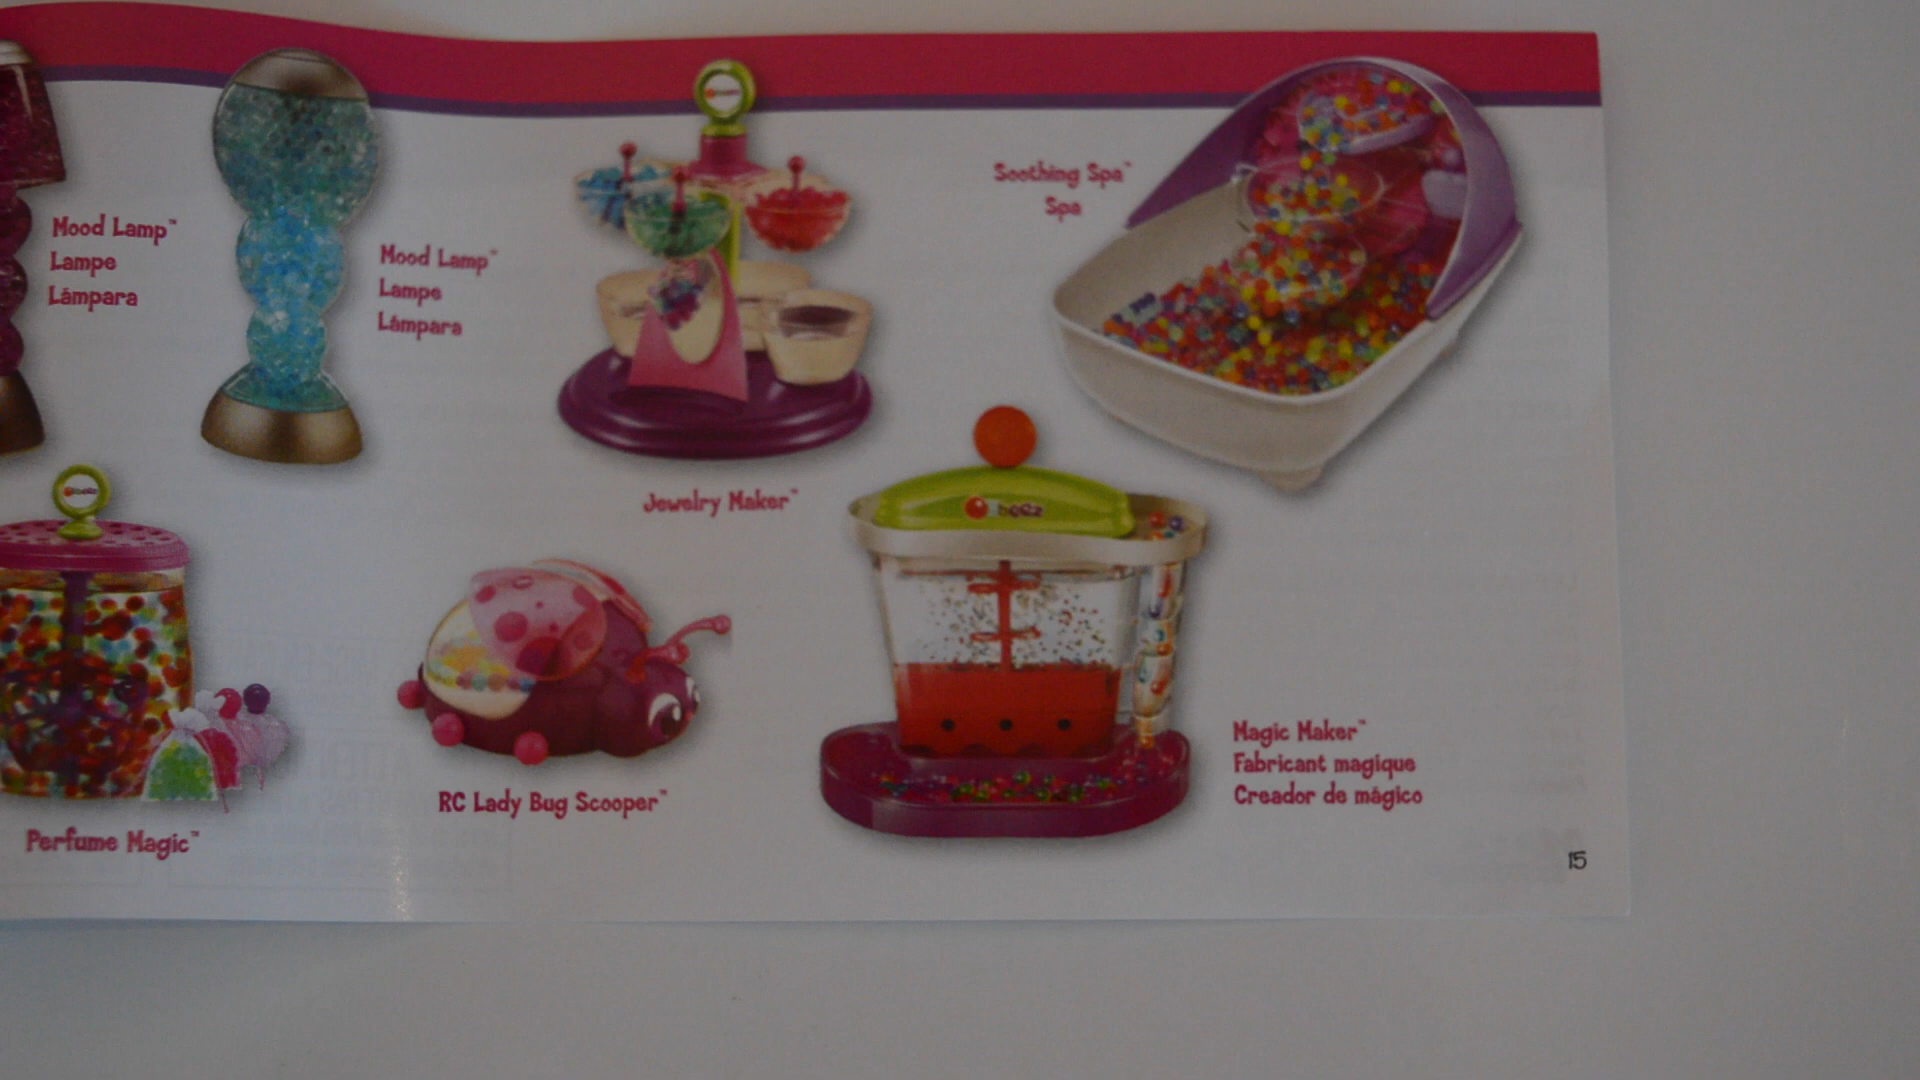 Mood Lamp™
Lampe
Lámpara
Mood Lamp™
Lampe
Lámpara
Soothing Spa™
Spa
Jewelry Maker™
beez
Perfume Magic™
RC Lady Bug Scooper™
Magic Maker™
Fabricant magique
Creador de mágico
15